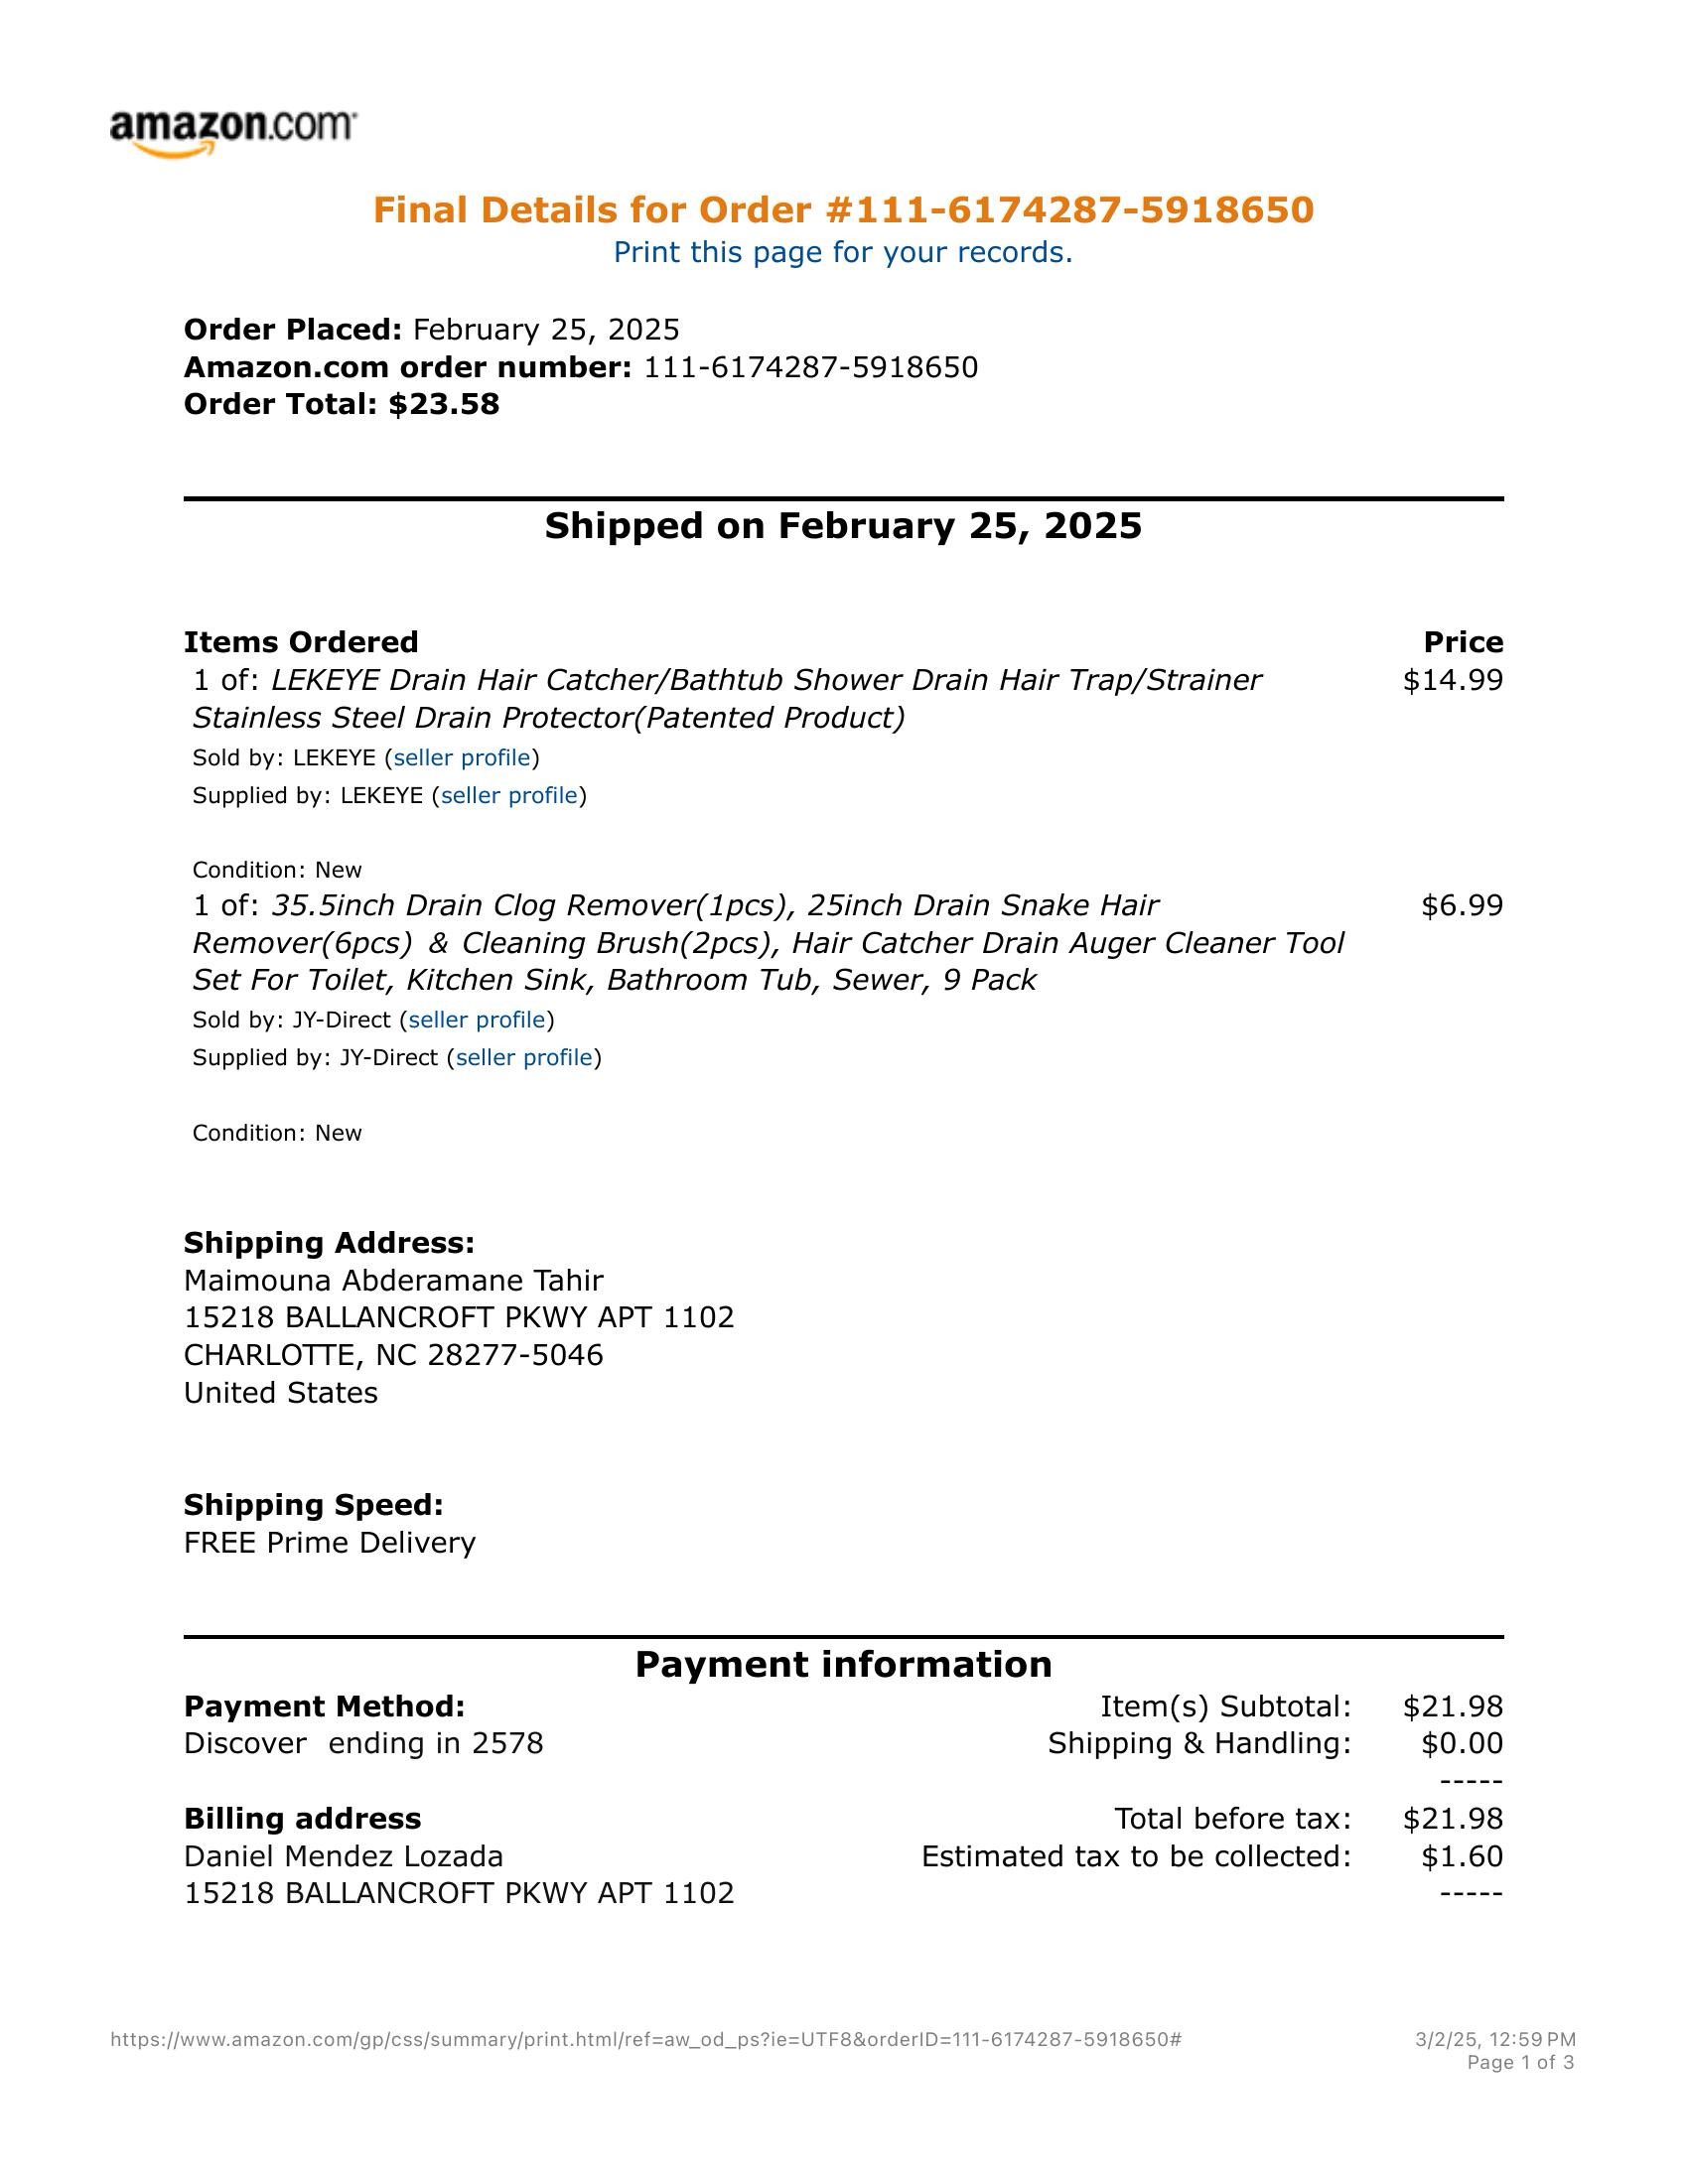 amazon.com
Final Details for Order #111-6174287-5918650
Print this page for your records.
Order Placed: February 25, 2025
Amazon.com order number: 111-6174287-5918650
Order Total: $23.58
Shipped on February 25, 2025
Items Ordered Price
1 of: LEKEYE Drain Hair Catcher/Bathtub Shower Drain Hair Trap/Strainer $14.99
Stainless Steel Drain Protector(Patented Product)
Sold by: LEKEYE (seller profile)
Supplied by: LEKEYE (seller profile)
Condition: New
1 of: 35.5inch Drain Clog Remover(1pcs), 25inch Drain Snake Hair $6.99
Remover(6pcs) & Cleaning Brush(2pcs), Hair Catcher Drain Auger Cleaner Tool
Set For Toilet, Kitchen Sink, Bathroom Tub, Sewer, 9 Pack
Sold by: JY-Direct (seller profile)
Supplied by: JY-Direct (seller profile)
Condition: New
Shipping Address:
Maimouna Abderamane Tahir
15218 BALLANCROFT PKWY APT 1102
CHARLOTTE, NC 28277-5046
United States
Shipping Speed:
FREE Prime Delivery
Payment information
Payment Method: Item(s) Subtotal: $21.98
Discover ending in 2578 Shipping & Handling: $0.00
-----
Billing address Total before tax: $21.98
Daniel Mendez Lozada Estimated tax to be collected: $1.60
15218 BALLANCROFT PKWY APT 1102 -----
https://www.amazon.com/gp/css/summary/print.html/ref=aw_od_ps?ie=UTF8&orderID=111-6174287-5918650# 3/2/25, 12:59 PM
Page 1 of 3